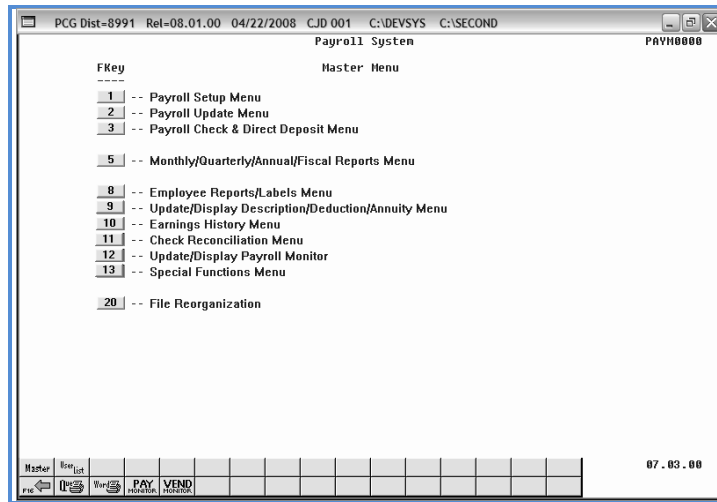 PCG Dist=8991 Rel=08.01.00 04/22/2008 CJD 001 C:\DEVSYS C:\SECOND
Payroll System PAYM0000
FKey Master Menu
----
1 -- Payroll Setup Menu
2 -- Payroll Update Menu
3 -- Payroll Check & Direct Deposit Menu
5 -- Monthly/Quarterly/Annual/Fiscal Reports Menu
8 -- Employee Reports/Labels Menu
9 -- Update/Display Description/Deduction/Annuity Menu
10 -- Earnings History Menu
11 -- Check Reconciliation Menu
12 -- Update/Display Payroll Monitor
13 -- Special Functions Menu
20 -- File Reorganization
Master User List 07.03.00
F16 Que Word PAY MONITOR VEND MONITOR